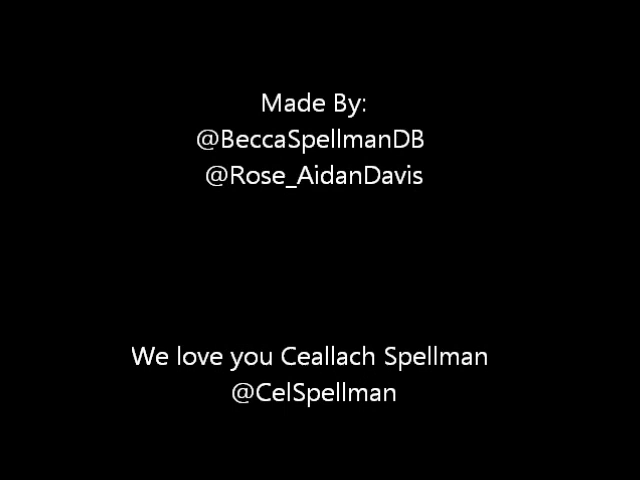 Made By:
@BeccaSpellmanDB
@Rose_AidanDavis
We love you Ceallach Spellman
@CelSpellman